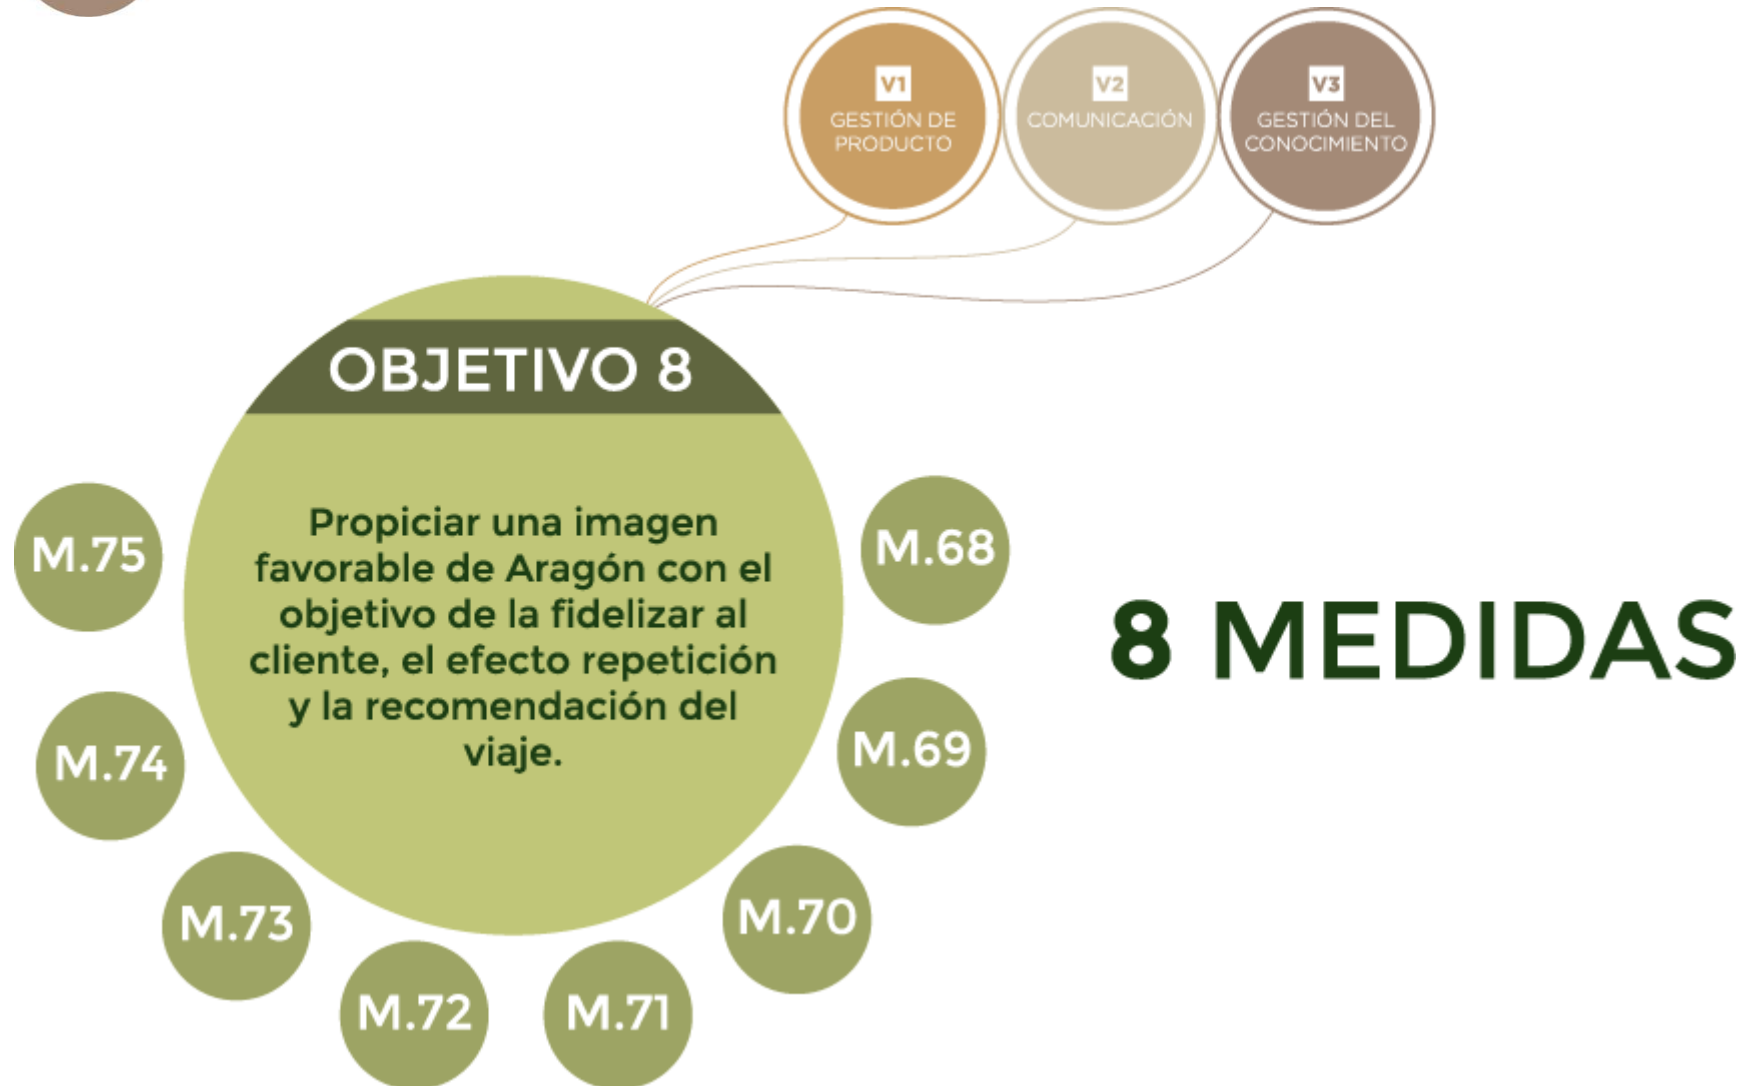 V1
GESTIÓN DE
PRODUCTO
V2
COMUNICACIÓN
V3
GESTIÓN DEL
CONOCIMIENTO
OBJETIVO 8
Propiciar una imagen
favorable de Aragón con el
objetivo de la fidelizar al
cliente, el efecto repetición
y la recomendación del
viaje.
M.68
M.69
M.70
M.71
M.72
M.73
M.74
M.75
8 MEDIDAS